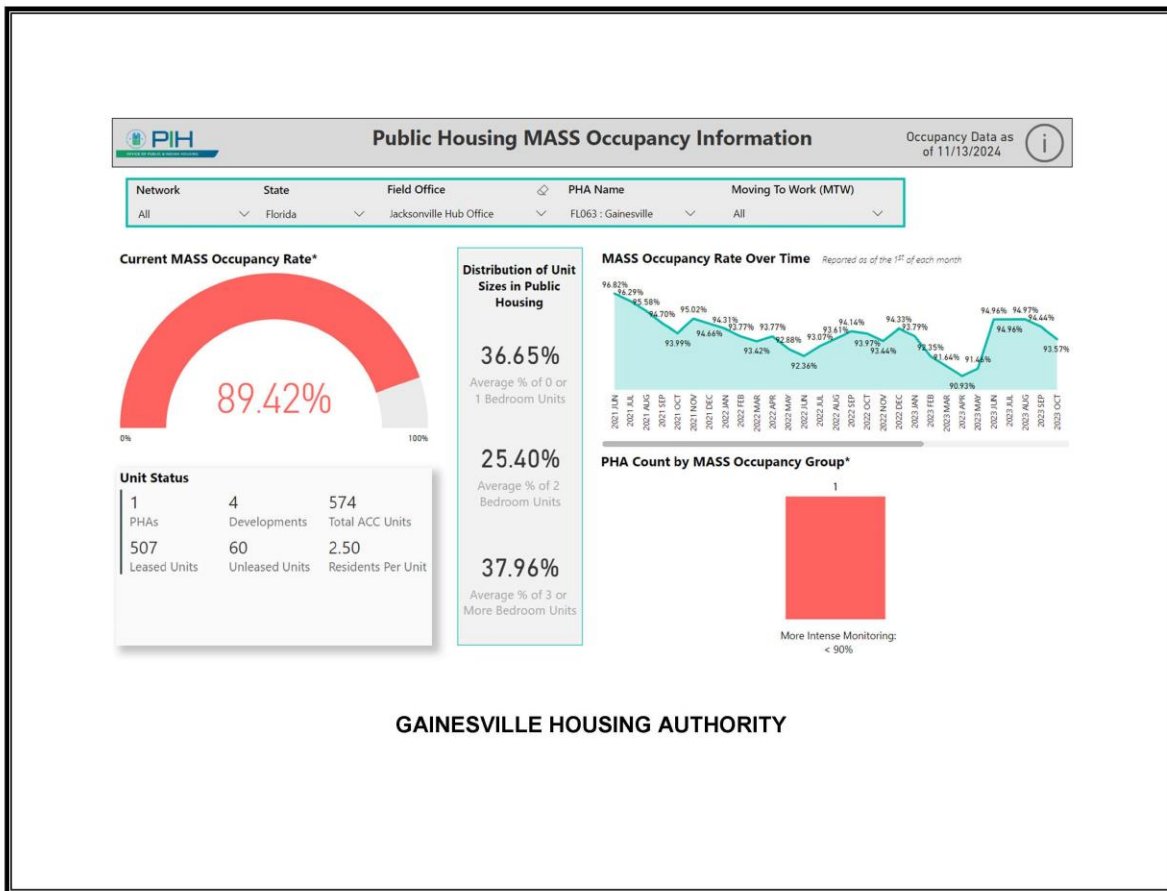 PIH
OFFICE OF PUBLIC & INDIAN HOUSING
Public Housing MASS Occupancy Information
Occupancy Data as
of 11/13/2024
i
Network
State
Field Office
PHA Name
Moving To Work (MTW)
All
Florida
Jacksonville Hub Office
FL063 : Gainesville
All
Current MASS Occupancy Rate*
89.42%
0%
100%
Unit Status
1
4
574
PHAs
Developments
Total ACC Units
507
60
2.50
Leased Units
Unleased Units
Residents Per Unit
Distribution of Unit
Sizes in Public
Housing
36.65%
Average % of 0 or
1 Bedroom Units
25.40%
Average % of 2
Bedroom Units
37.96%
Average % of 3 or
More Bedroom Units
MASS Occupancy Rate Over Time
Reported as of the 1ST of each month
96.82%
96.29%
95.58%
94.70%
93.99%
95.02%
94.66%
94.31%
93.77%
93.42%
93.77%
92.88%
92.36%
93.07%
93.61%
94.14%
93.97%
93.44%
94.33%
93.79%
92.35%
91.64%
90.93%
91.46%
94.96%
94.96%
94.97%
94.44%
93.57%
2021 JUN
2021 JUL
2021 AUG
2021 SEP
2021 OCT
2021 NOV
2021 DEC
2022 JAN
2022 FEB
2022 MAR
2022 APR
2022 MAY
2022 JUN
2022 JUL
2022 AUG
2022 SEP
2022 OCT
2022 NOV
2022 DEC
2023 JAN
2023 FEB
2023 MAR
2023 APR
2023 MAY
2023 JUN
2023 JUL
2023 AUG
2023 SEP
2023 OCT
PHA Count by MASS Occupancy Group*
1
More Intense Monitoring:
< 90%
GAINESVILLE HOUSING AUTHORITY